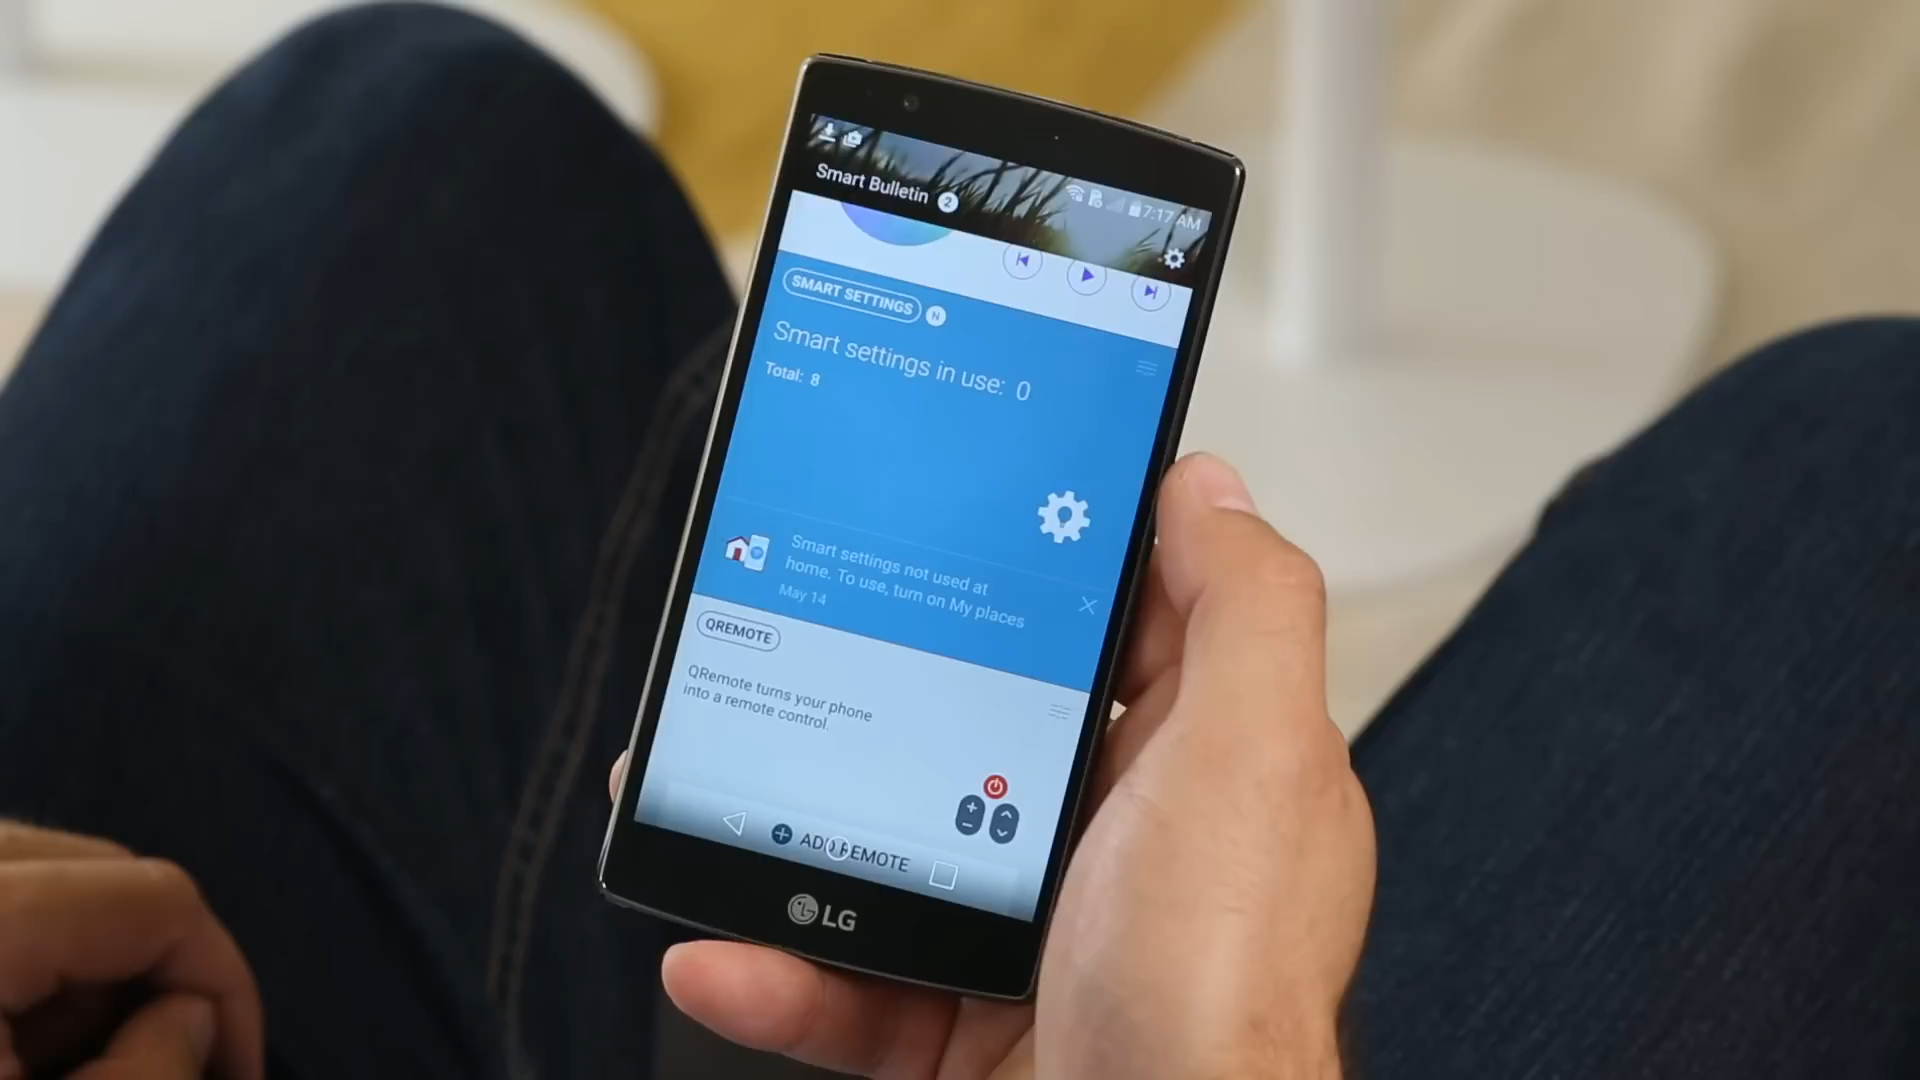 7:17 AM
Smart Bulletin 2
SMART SETTINGS N
Smart settings in use: 0
Total: 8
Smart settings not used at
home. To use, turn on My places
May 14
QREMOTE
QRemote turns your phone
into a remote control.
ADD REMOTE
LG